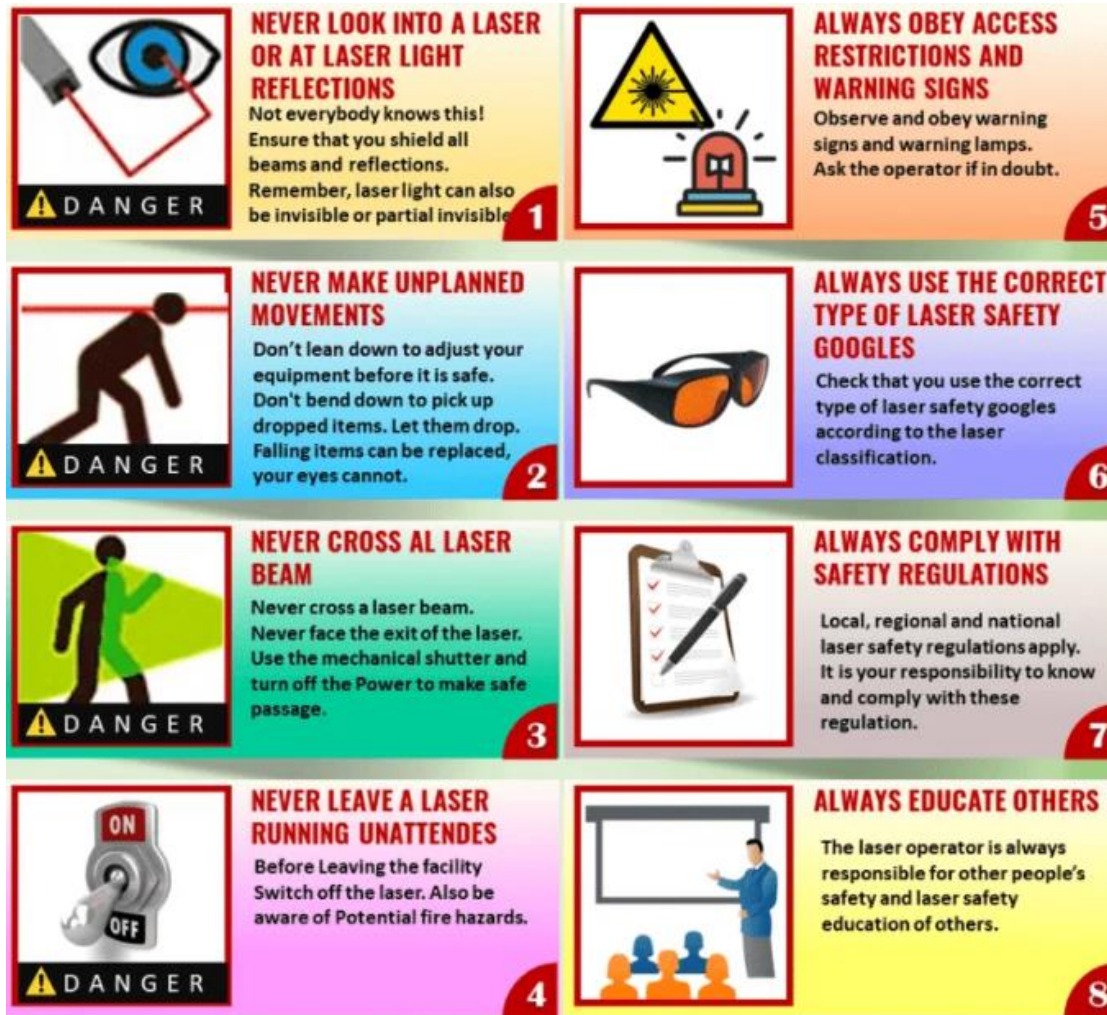 NEVER LOOK INTO A LASER
OR AT LASER LIGHT
REFLECTIONS
Not everybody knows this!
Ensure that you shield all
beams and reflections.
Remember, laser light can also
be invisible or partial invisible
DANGER
1
NEVER MAKE UNPLANNED
MOVEMENTS
Don't lean down to adjust your
equipment before it is safe.
Don't bend down to pick up
dropped items. Let them drop.
Falling items can be replaced,
your eyes cannot.
DANGER
2
NEVER CROSS AL LASER
BEAM
Never cross a laser beam.
Never face the exit of the laser.
Use the mechanical shutter and
turn off the Power to make safe
passage.
DANGER
3
NEVER LEAVE A LASER
RUNNING UNATTENDES
Before Leaving the facility
Switch off the laser. Also be
aware of Potential fire hazards.
ON
OFF
DANGER
4
ALWAYS OBEY ACCESS
RESTRICTIONS AND
WARNING SIGNS
Observe and obey warning
signs and warning lamps.
Ask the operator if in doubt.
5
ALWAYS USE THE CORRECT
TYPE OF LASER SAFETY
GOOGLES
Check that you use the correct
type of laser safety googles
according to the laser
classification.
6
ALWAYS COMPLY WITH
SAFETY REGULATIONS
Local, regional and national
laser safety regulations apply.
It is your responsibility to know
and comply with these
regulation.
7
ALWAYS EDUCATE OTHERS
The laser operator is always
responsible for other people's
safety and laser safety
education of others.
8